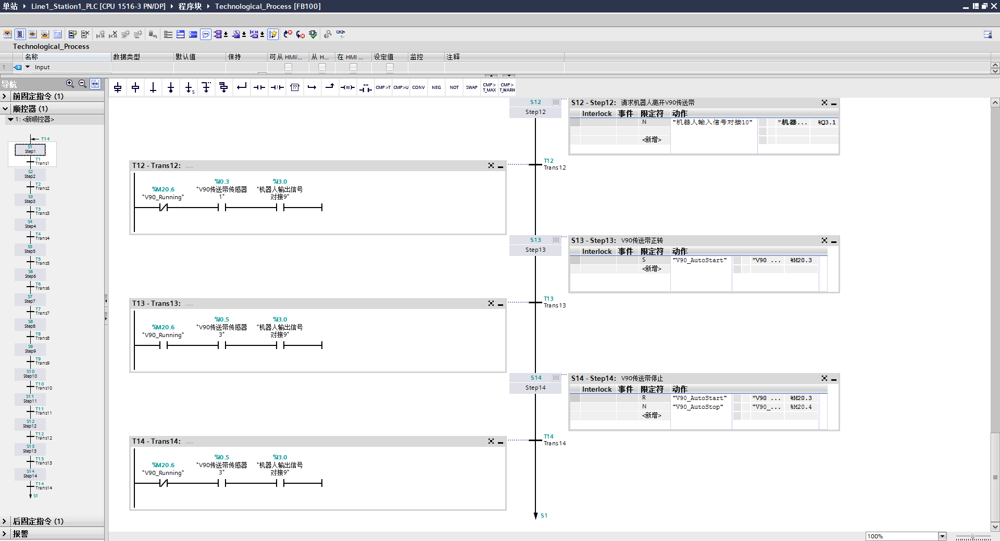 单站 Line1_Station1_PLC [CPU 1516-3 PN/DP] 程序块 Technological_Process [FB100]
Technological_Process
名称 数据类型 默认值 保持 可从 HMI/... 从 H... 在 HMI ... 设定值 监控 注释
1 Input
导航
?? (W) == CMP>T CMP>U CONV NEG NOT SWAP CMP> T_MAX CMP> T_WARN
前固定指令 (1)
顺控器 (1)
1: <新顺控器>
T14
S1
Step1
T1
Trans1
S2
Step2
T2
Trans2
S3
Step3
T3
Trans3
S4
Step4
T4
Trans4
S5
Step5
T5
Trans5
S6
Step6
T6
Trans6
S7
Step7
T7
Trans7
S8
Step8
T8
Trans8
S9
Step9
T9
Trans9
S10
Step10
T10
Trans10
S11
Step11
T11
Trans11
S12
Step12
T12
Trans12
S13
Step13
T13
Trans13
S14
Step14
T14
Trans14
S1
后固定指令 (1)
报警
S12
Step12
S12 - Step12: 请求机器人离开V90传送带
Interlock 事件 限定符 动作
N "机器人输入信号对接10" "机器... %Q3.1
<新增>
T12 - Trans12: .....
T12
Trans12
%M20.6
"V90_Running"
%I0.3
"V90传送带传感器
1"
%I3.0
"机器人输出信号
对接9"
S13
Step13
S13 - Step13: V90传送带正转
Interlock 事件 限定符 动作
S "V90_AutoStart" "V90 ... %M20.3
<新增>
T13 - Trans13: .....
T13
Trans13
%M20.6
"V90_Running"
%I0.5
"V90传送带传感器
3"
%I3.0
"机器人输出信号
对接9"
S14
Step14
S14 - Step14: V90传送带停止
Interlock 事件 限定符 动作
R "V90_AutoStart" "V90 ... %M20.3
N "V90_AutoStop" "V90_... %M20.4
<新增>
T14 - Trans14: .....
T14
Trans14
%M20.6
"V90_Running"
%I0.5
"V90传送带传感器
3"
%I3.0
"机器人输出信号
对接9"
S1
100%